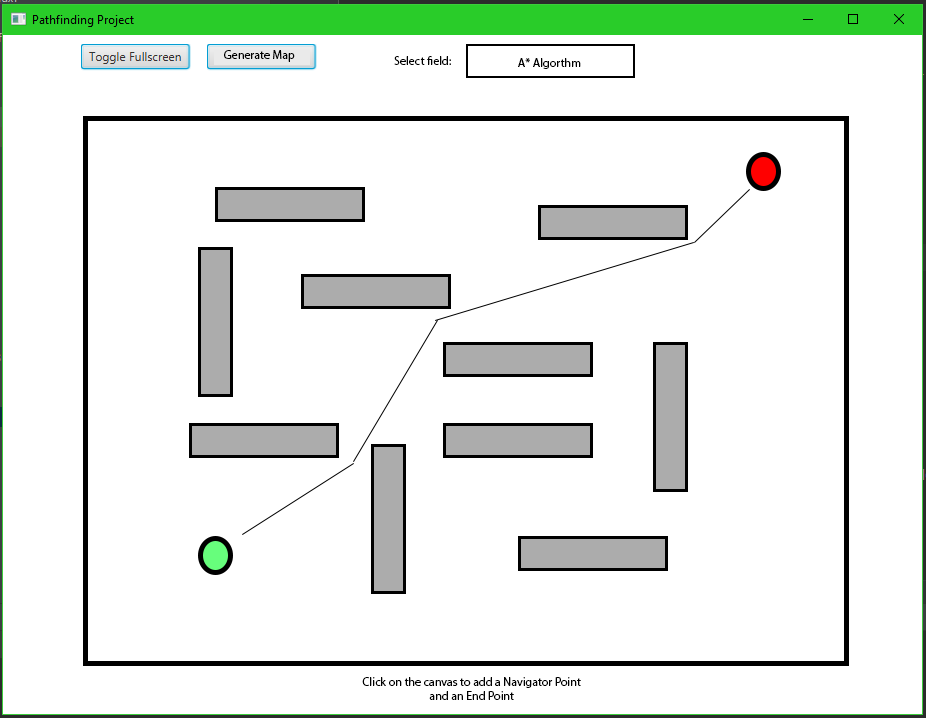 Pathfinding Project
Toggle Fullscreen
Generate Map
Select field:
A* Algorthm
Click on the canvas to add a Navigator Point
and an End Point